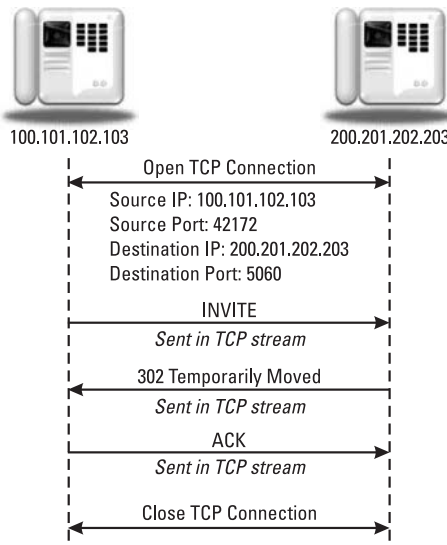 100.101.102.103
200.201.202.203
Open TCP Connection
Source IP: 100.101.102.103
Source Port: 42172
Destination IP: 200.201.202.203
Destination Port: 5060
INVITE
Sent in TCP stream
302 Temporarily Moved
Sent in TCP stream
ACK
Sent in TCP stream
Close TCP Connection